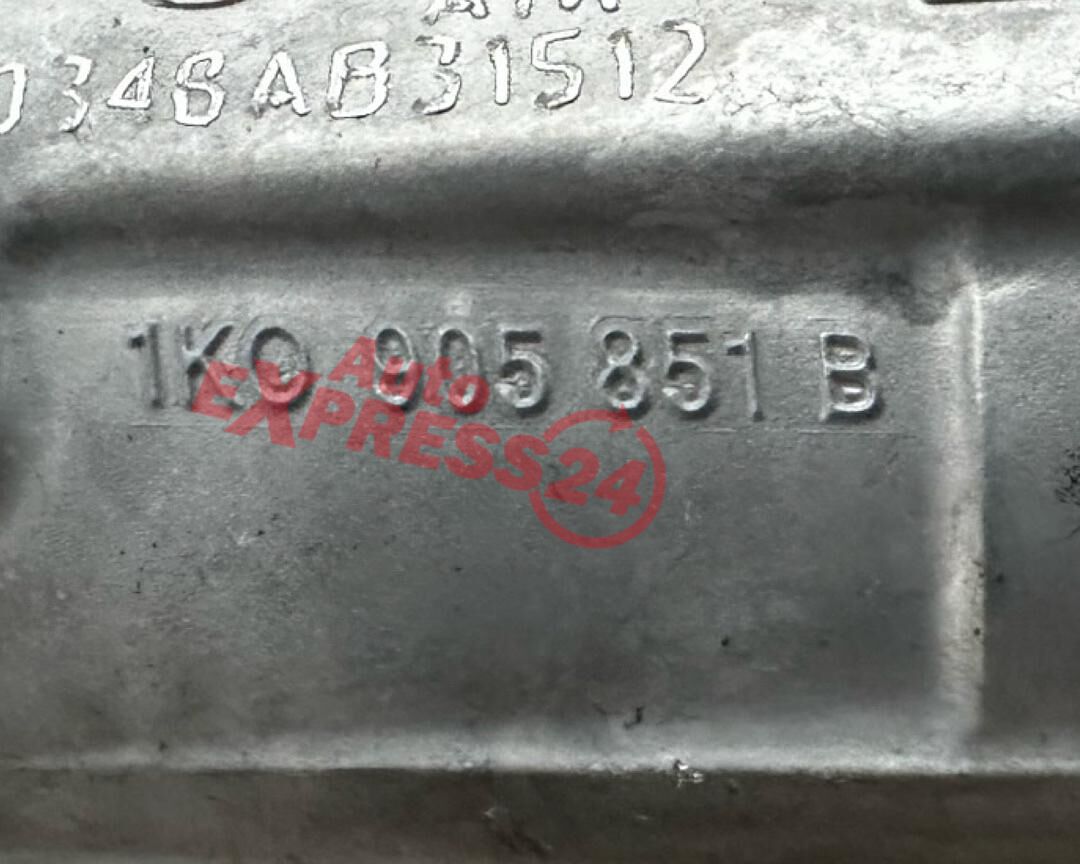 0348AB31512
1K0 905 851 B
Auto
EXPRESS24